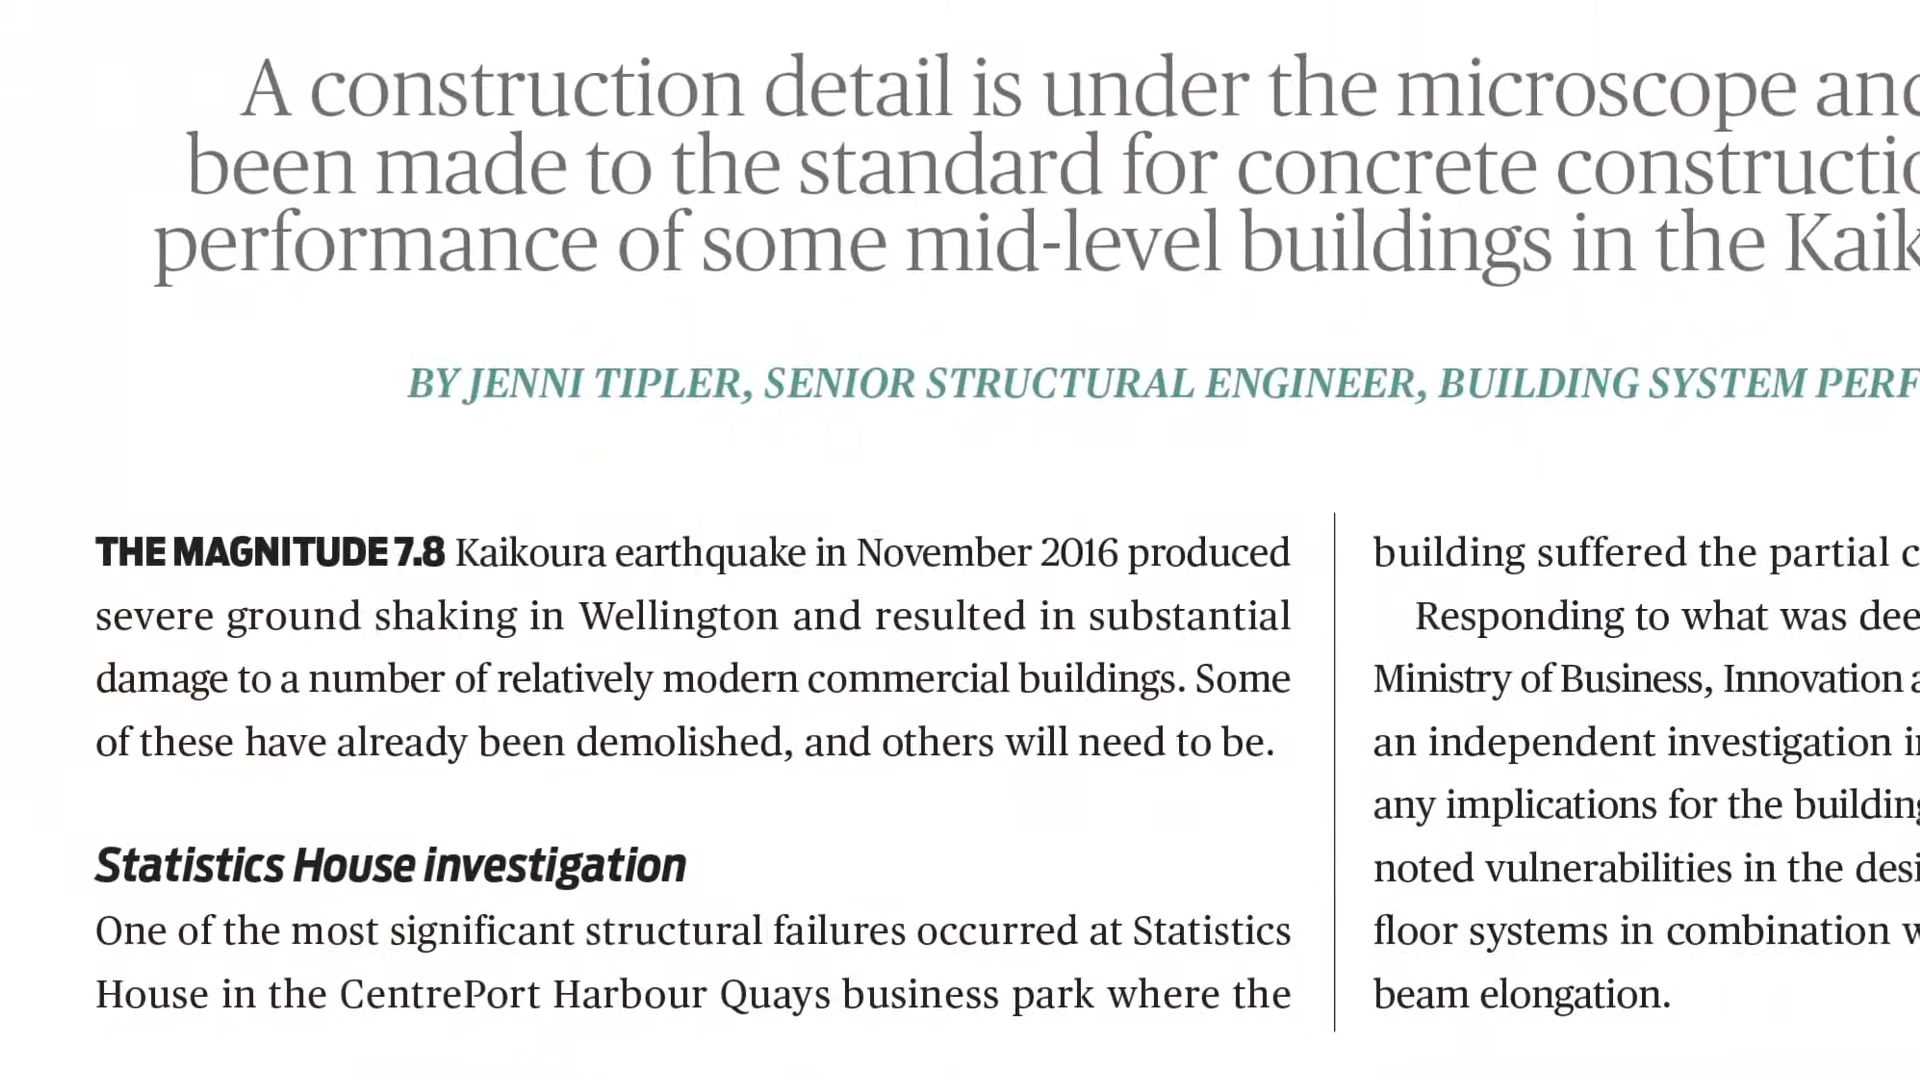 A construction detail is under the microscope and
been made to the standard for concrete
performance of some mid-level buildings in the
BY JENNI TIPLER, SENIOR STRUCTURAL ENGINEER, BUILDING SYSTEM
THE MAGNITUDE 7.8 Kaikoura earthquake in November 2016 produced
severe ground shaking in Wellington and resulted in substantial
damage to a number of relatively modern commercial buildings. Some
of these have already been demolished, and others will need to be.
Statistics House investigation
One of the most significant structural failures occurred at Statistics
House in the CentrePort Harbour Quays business park where the
building suffered the partial
Responding to what was
Ministry of Business, Innovation
an independent investigation
any implications for the
noted vulnerabilities in the
floor systems in combination
beam elongation.